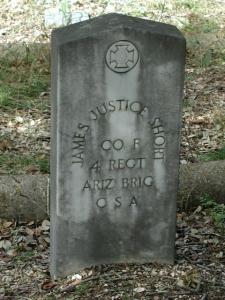 JAMES JUSTICE SHORT
CO F
4 REGT
ARIZ BRIG
C S A